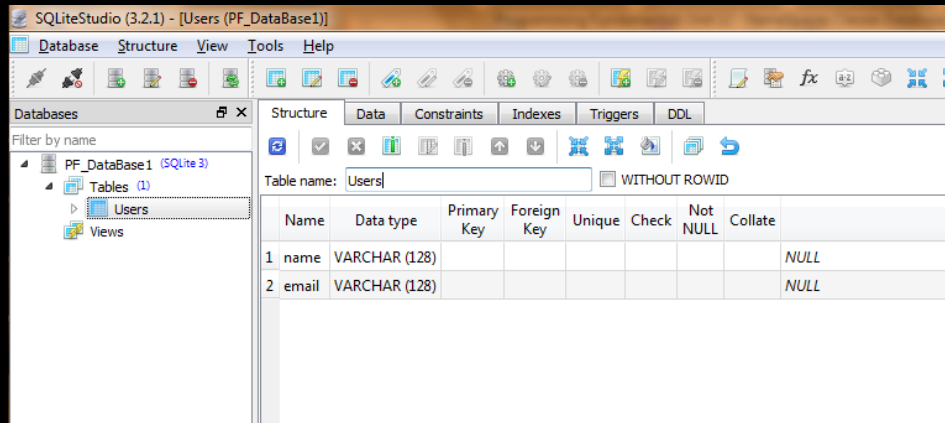 SQLiteStudio (3.2.1) - [Users (PF_DataBase1)]
Database Structure View Tools Help
fx a-z
Databases
Filter by name
PF_DataBase1 (SQLite 3)
Tables (1)
Users
Views
Structure Data Constraints Indexes Triggers DDL
Table name: Users WITHOUT ROWID
Name Data type Primary Key Foreign Key Unique Check Not NULL Collate
1 name VARCHAR (128) NULL
2 email VARCHAR (128) NULL